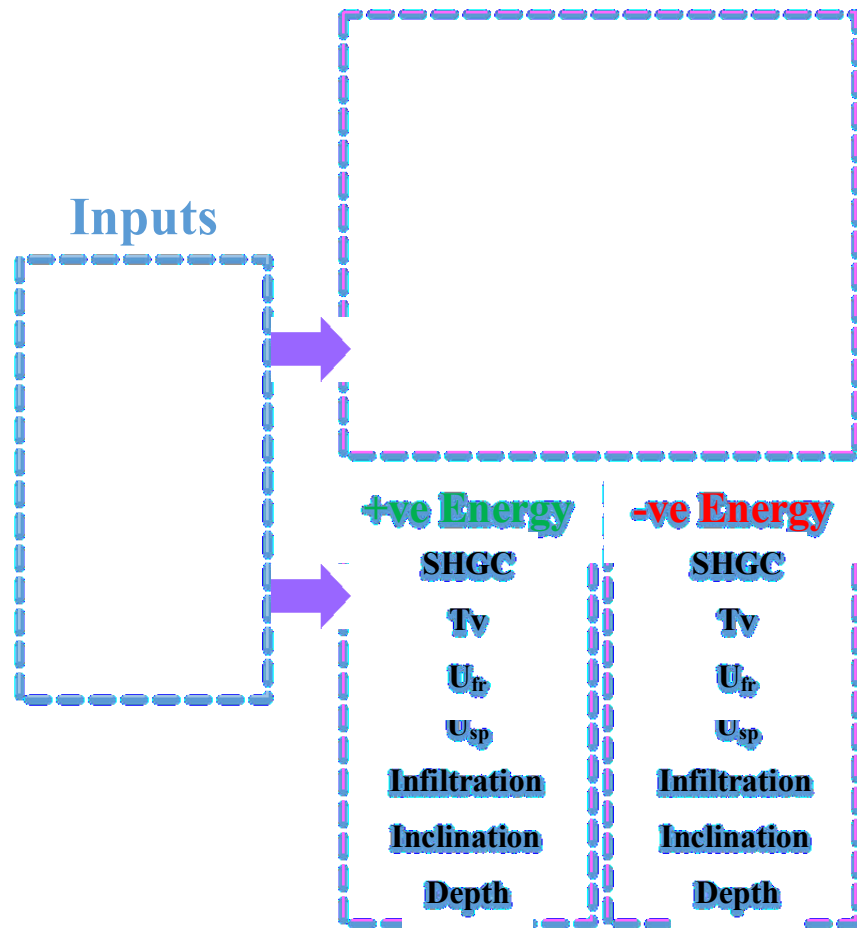 Inputs
+ve Energy
SHGC
Tv
Ufr
Usp
Infiltration
Inclination
Depth
-ve Energy
SHGC
Tv
Ufr
Usp
Infiltration
Inclination
Depth